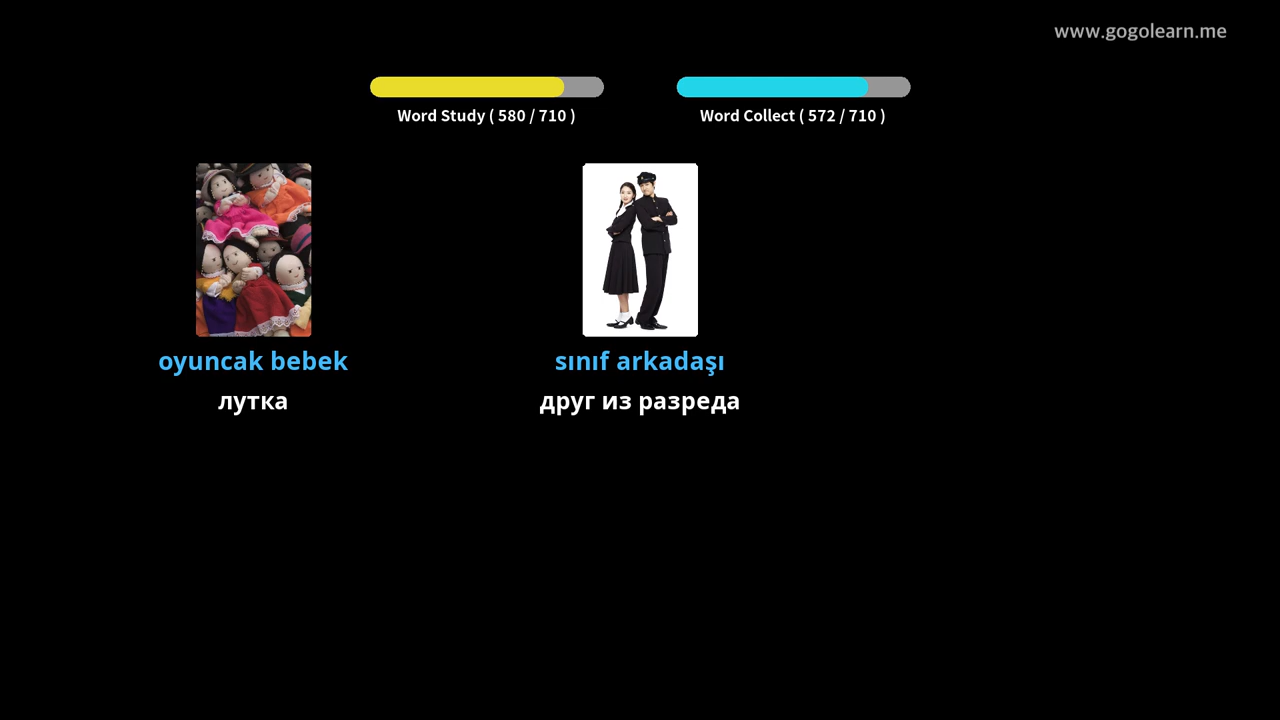 www.gogolearn.me
Word Study ( 580 / 710 )
Word Collect ( 572 / 710 )
oyuncak bebek
лутка
sınıf arkadaşı
друг из разреда